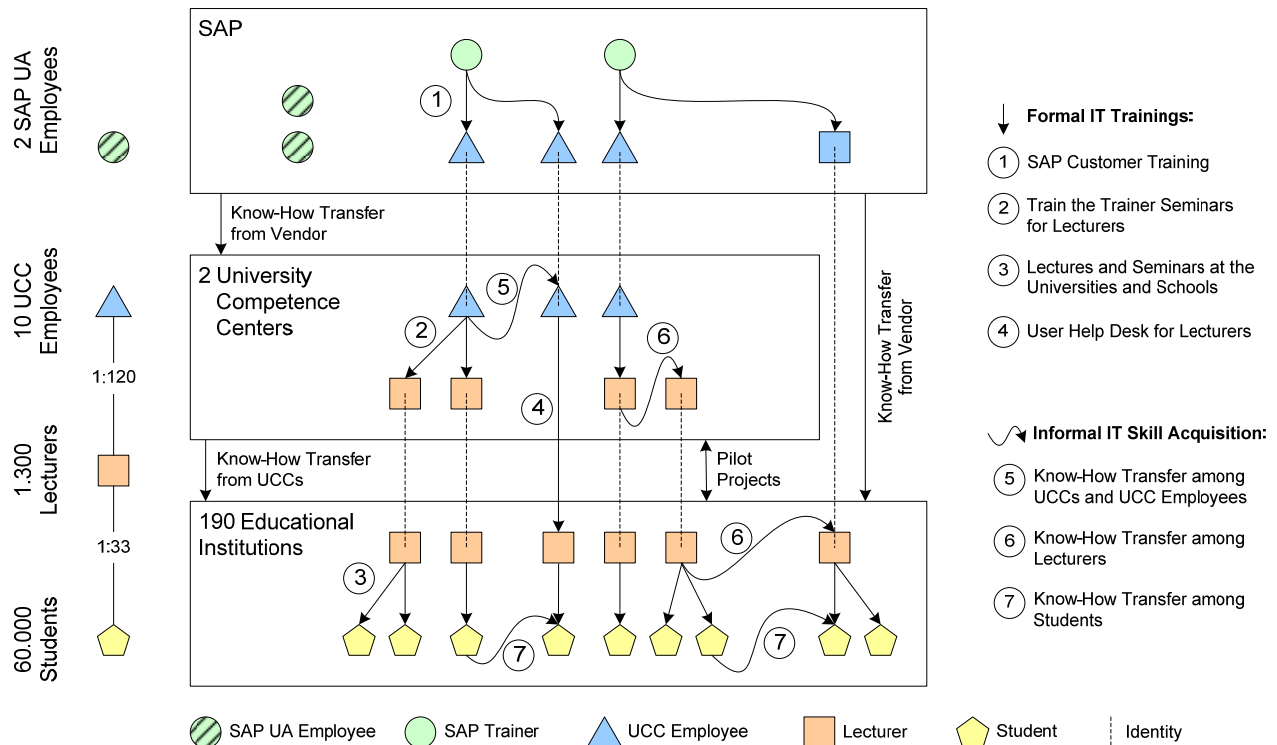 2 SAP UA
Employees
10 UCC
Employees
1:120
1.300
Lecturers
1:33
60.000
Students
SAP
1
Know-How Transfer
from Vendor
2 University
Competence
Centers
5
2
6
4
Know-How Transfer
from Vendor
Know-How Transfer
from UCCs
Pilot
Projects
190 Educational
Institutions
6
3
7
7
Formal IT Trainings:
1 SAP Customer Training
2 Train the Trainer Seminars
for Lecturers
3 Lectures and Seminars at the
Universities and Schools
4 User Help Desk for Lecturers
Informal IT Skill Acquisition:
5 Know-How Transfer among
UCCs and UCC Employees
6 Know-How Transfer among
Lecturers
7 Know-How Transfer among
Students
SAP UA Employee
SAP Trainer
UCC Employee
Lecturer
Student
Identity